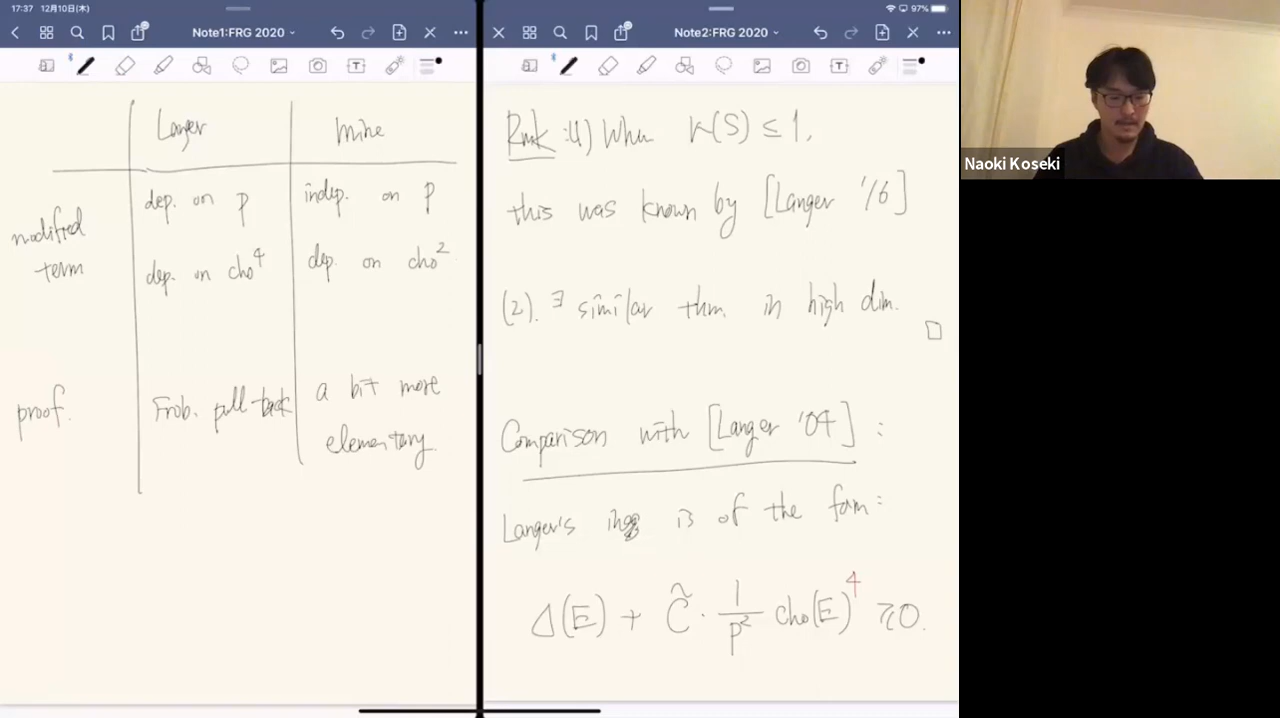 17:37 12月10日(木)
Note1:FRG 2020
Langer mine
modified term
dep. on p indep. on p
dep. on ch₀⁴ dep. on ch₀²
proof.
Frob. pull-back a bit more elementary.
97%
Note2:FRG 2020
Rmk :(1) When κ(S) ≤ 1,
this was known by [Langer '16]
(2). ∃ similar thm. in high dim.
□
Comparison with [Langer '04] :
Langer's ineq is of the form :
Δ(E) + C̃ · 1/p² ch₀(E)⁴ ≥ 0.
Naoki Koseki